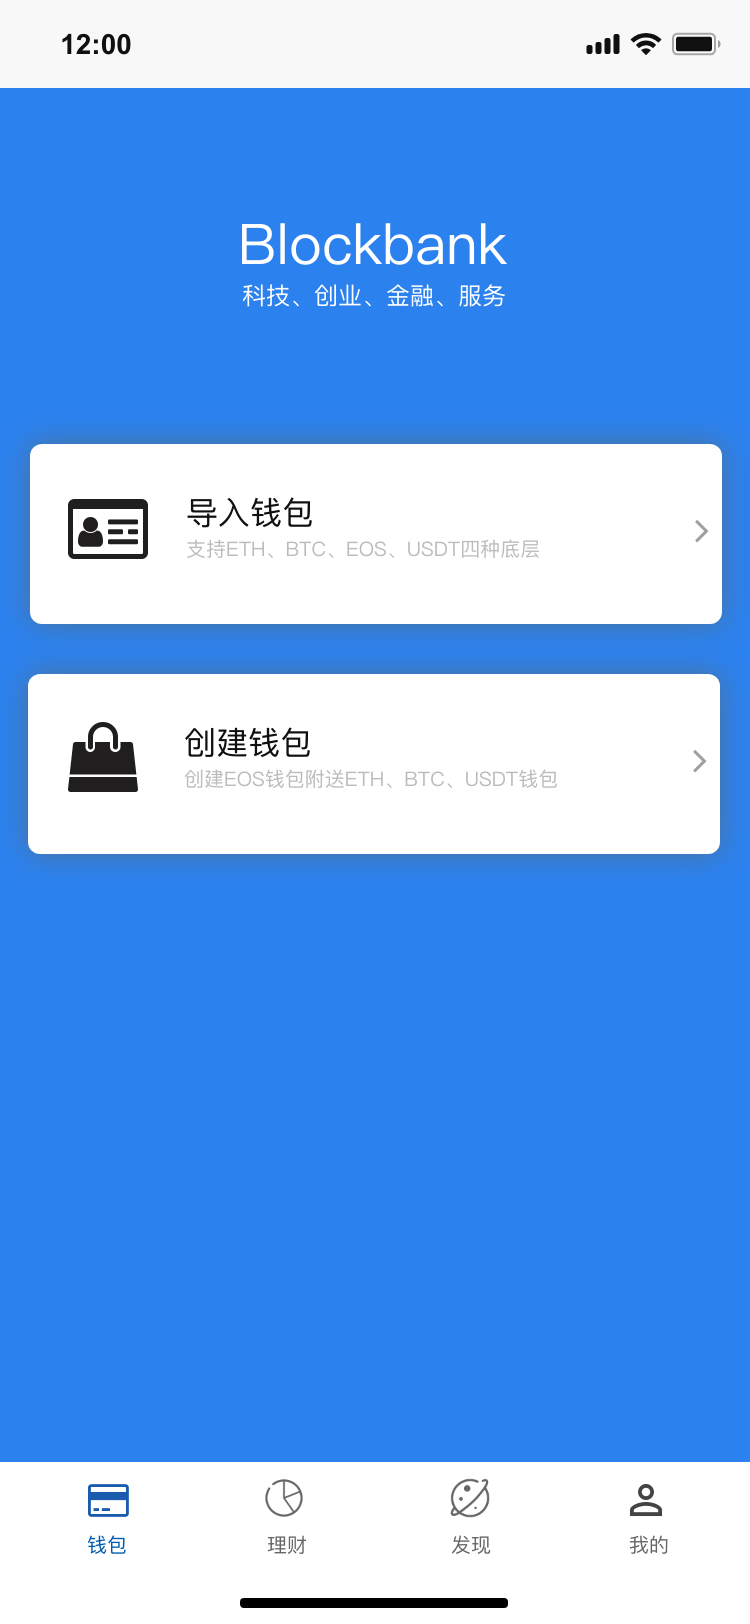 12:00
Blockbank
科技、创业、金融、服务
导入钱包
支持ETH、BTC、EOS、USDT四种底层
创建钱包
创建EOS钱包附送ETH、BTC、USDT钱包
钱包
理财
发现
我的